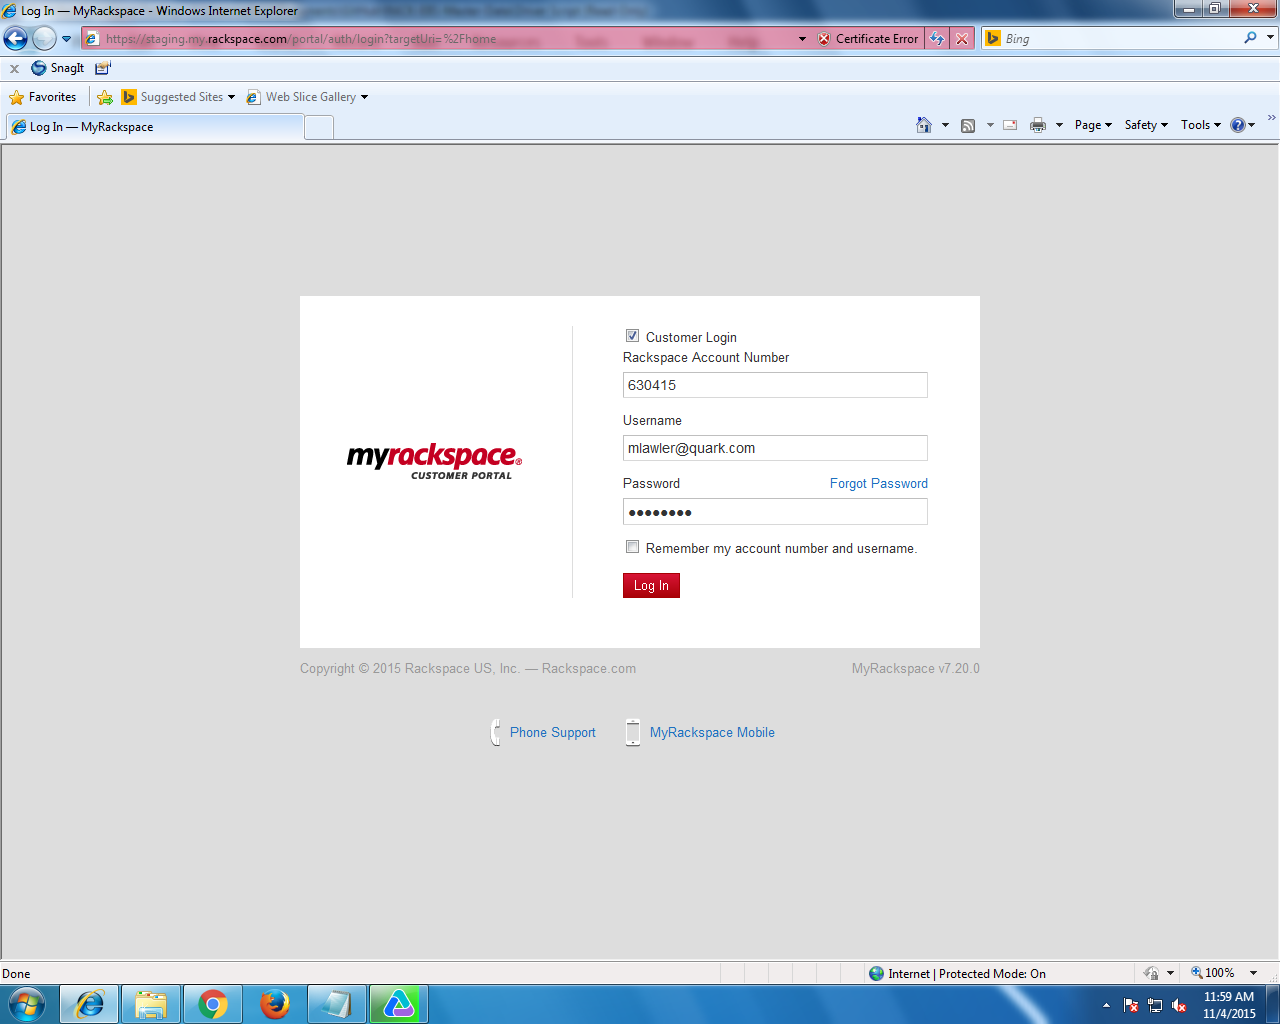 Log In — MyRackspace - Windows Internet Explorer
https://staging.my.rackspace.com/portal/auth/login?targetUri=%2Fhome
Certificate Error
Bing
x SnagIt
Favorites
Suggested Sites
Web Slice Gallery
Log In — MyRackspace
Page
Safety
Tools
Customer Login
Rackspace Account Number
630415
Username
mlawler@quark.com
Password
Forgot Password
●●●●●●●●
Remember my account number and username.
Log In
myrackspace®
CUSTOMER PORTAL
Copyright © 2015 Rackspace US, Inc. — Rackspace.com
MyRackspace v7.20.0
Phone Support
MyRackspace Mobile
Done
Internet | Protected Mode: On
100%
11:59 AM
11/4/2015